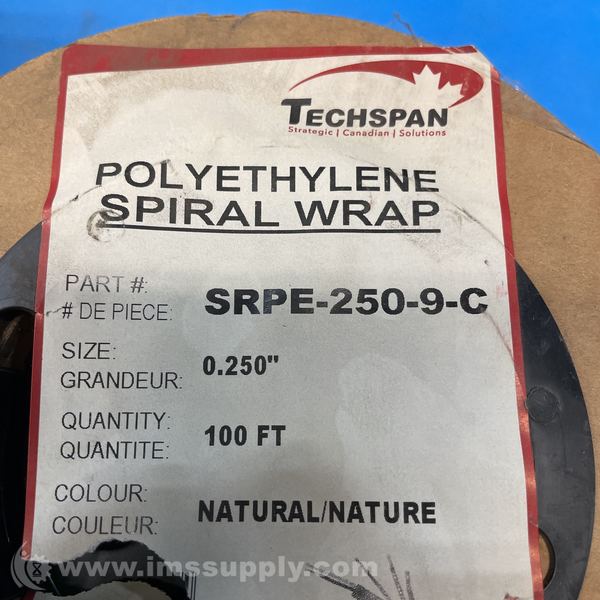 TECHSPAN
Strategic | Canadian | Solutions
POLYETHYLENE
SPIRAL WRAP
PART #:
# DE PIECE:
SRPE-250-9-C
SIZE:
GRANDEUR:
0.250"
QUANTITY:
QUANTITE:
100 FT
COLOUR:
COULEUR:
NATURAL/NATURE
www.imssupply.com